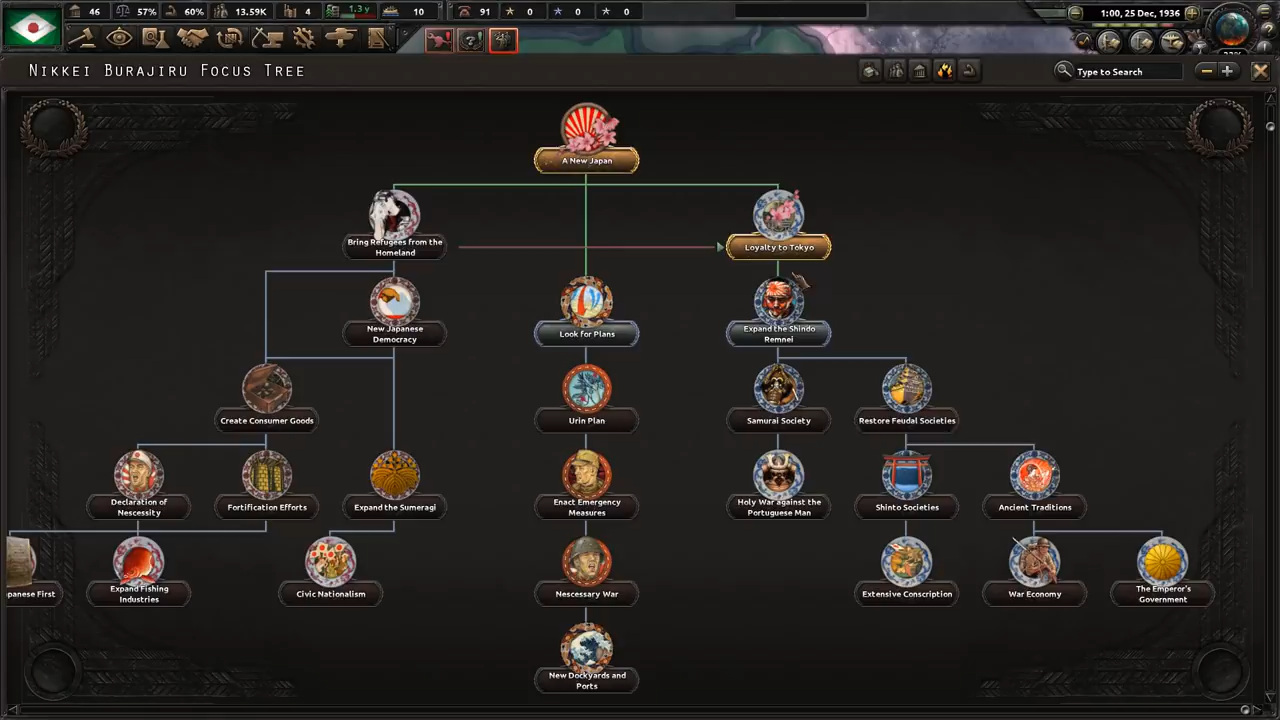 46 57% 60% 13.59K 4 1.3 y 10 91 0 0 0 1:00, 25 Dec, 1936
NIKKEI BURAJIRU FOCUS TREE
Type to Search
A New Japan
Bring Refugees from the
Homeland
Loyalty to Tokyo
New Japanese
Democracy
Look for Plans
Expand the Shindo
Remnei
Create Consumer Goods
Urin Plan
Samurai Society
Restore Feudal Societies
Declaration of
Nescessity
Fortification Efforts
Expand the Sumeragi
Enact Emergency
Measures
Holy War against the
Portuguese Man
Shinto Societies
Ancient Traditions
panese First
Expand Fishing
Industries
Civic Nationalism
Nescessary War
Extensive Conscription
War Economy
The Emperor's
Government
New Dockyards and
Ports